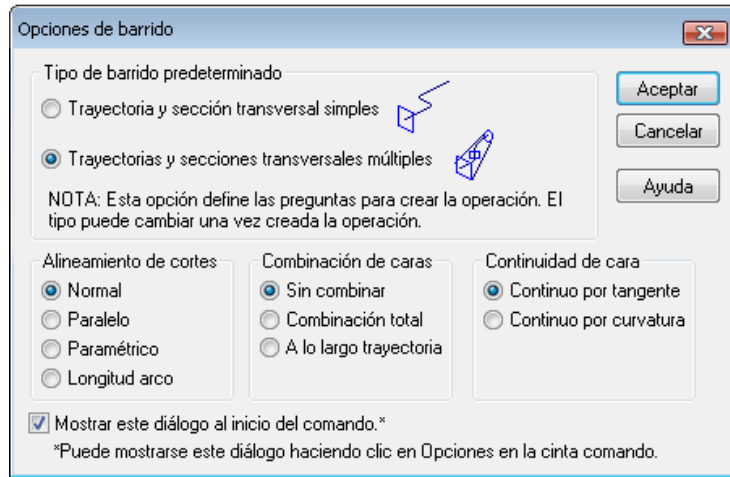 Opciones de barrido
Tipo de barrido predeterminado
Trayectoria y sección transversal simples
Trayectorias y secciones transversales múltiples
NOTA: Esta opción define las preguntas para crear la operación. El
tipo puede cambiar una vez creada la operación.
Aceptar
Cancelar
Ayuda
Alineamiento de cortes
Normal
Paralelo
Paramétrico
Longitud arco
Combinación de caras
Sin combinar
Combinación total
A lo largo trayectoria
Continuidad de cara
Continuo por tangente
Continuo por curvatura
Mostrar este diálogo al inicio del comando.*
*Puede mostrarse este diálogo haciendo clic en Opciones en la cinta comando.